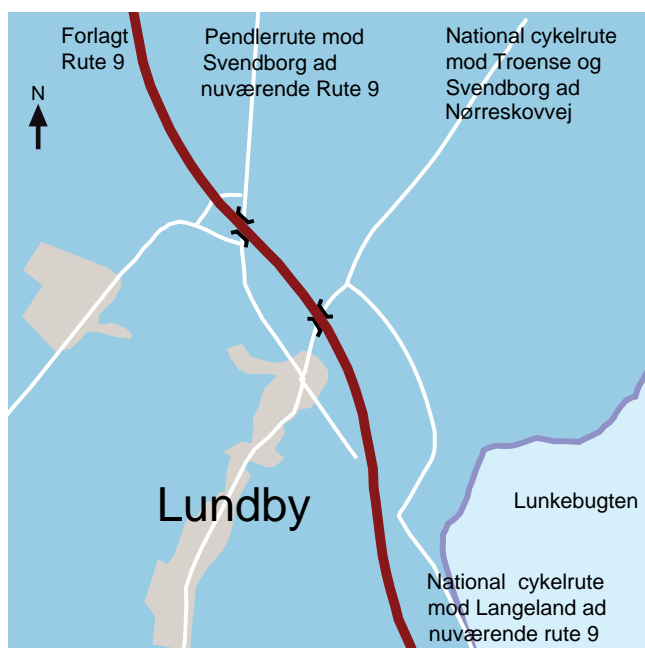 Forlagt
Rute 9
Pendlerrute mod
Svendborg ad
nuværende Rute 9
National cykelrute
mod Troense og
Svendborg ad
Nørreskovvej
N
Lundby
Lunkebugten
National cykelrute
mod Langeland ad
nuværende rute 9